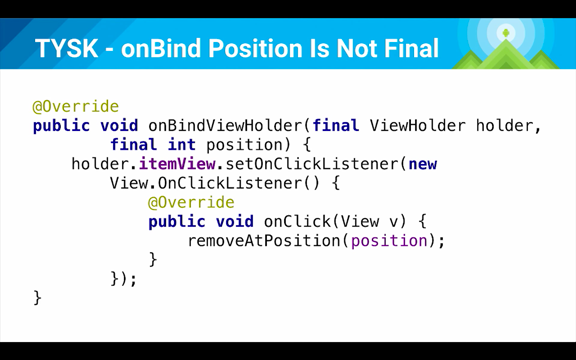 TYSK - onBind Position Is Not Final
@Override
public void onBindViewHolder(final ViewHolder holder,
final int position) {
holder.itemView.setOnClickListener(new
View.OnClickListener() {
@Override
public void onClick(View v) {
removeAtPosition(position);
}
});
}